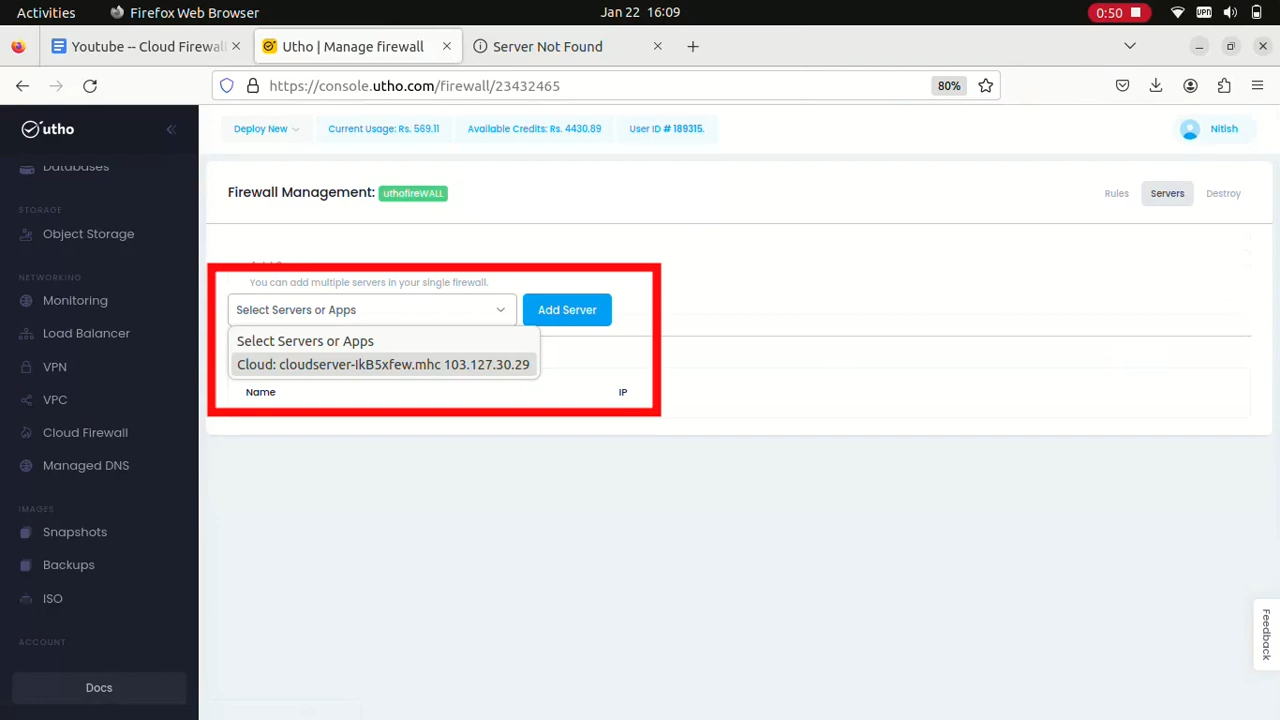 Activities
Firefox Web Browser
Jan 22 16:09
0:50
VPN
Youtube -- Cloud Firewal
Utho | Manage firewall
Server Not Found
https://console.utho.com/firewall/23432465
80%
utho
Deploy New
Current Usage: Rs. 569.11
Available Credits: Rs. 4430.89
User ID # 189315.
Nitish
Databases
STORAGE
Object Storage
NETWORKING
Monitoring
Load Balancer
VPN
VPC
Cloud Firewall
Managed DNS
IMAGES
Snapshots
Backups
ISO
ACCOUNT
Docs
Firewall Management: uthofireWALL
Rules
Servers
Destroy
You can add multiple servers in your single firewall.
Select Servers or Apps
Add Server
Select Servers or Apps
Cloud: cloudserver-IkB5xfew.mhc 103.127.30.29
Name
IP
Feedback